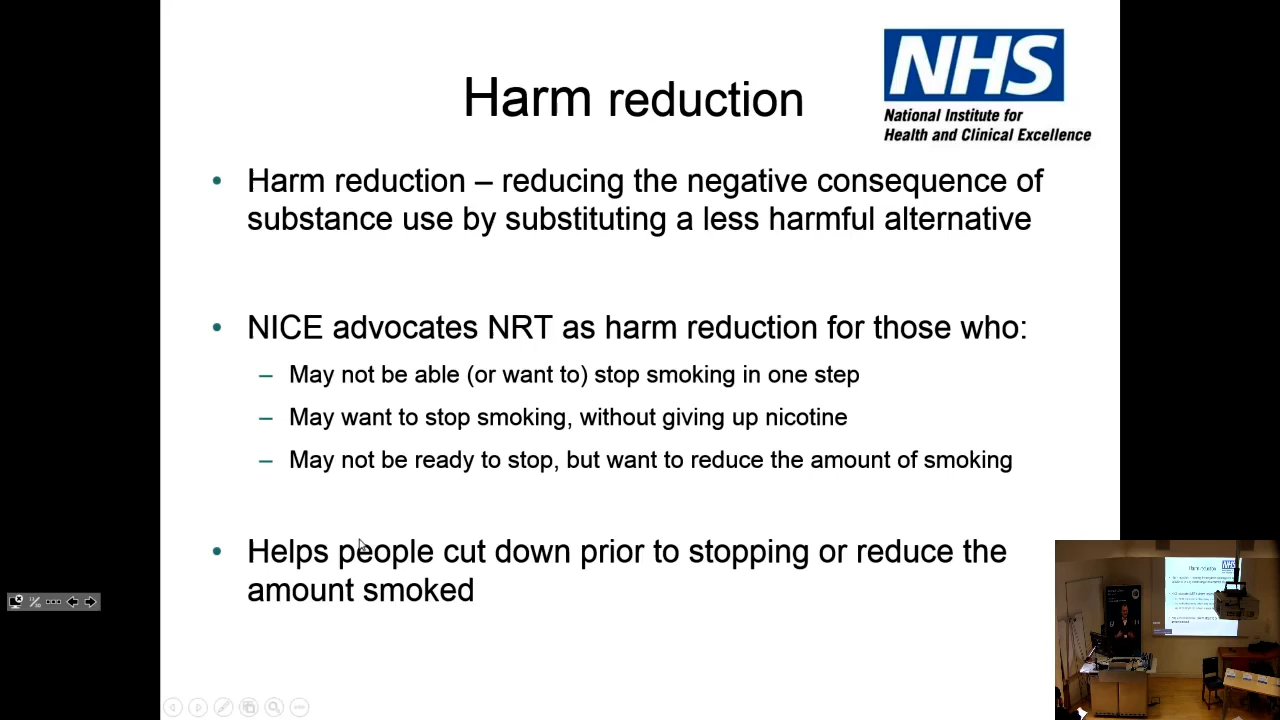 Harm reduction
NHS
National Institute for
Health and Clinical Excellence
• Harm reduction – reducing the negative consequence of
substance use by substituting a less harmful alternative
• NICE advocates NRT as harm reduction for those who:
– May not be able (or want to) stop smoking in one step
– May want to stop smoking, without giving up nicotine
– May not be ready to stop, but want to reduce the amount of smoking
• Helps people cut down prior to stopping or reduce the
amount smoked
Harm reduction